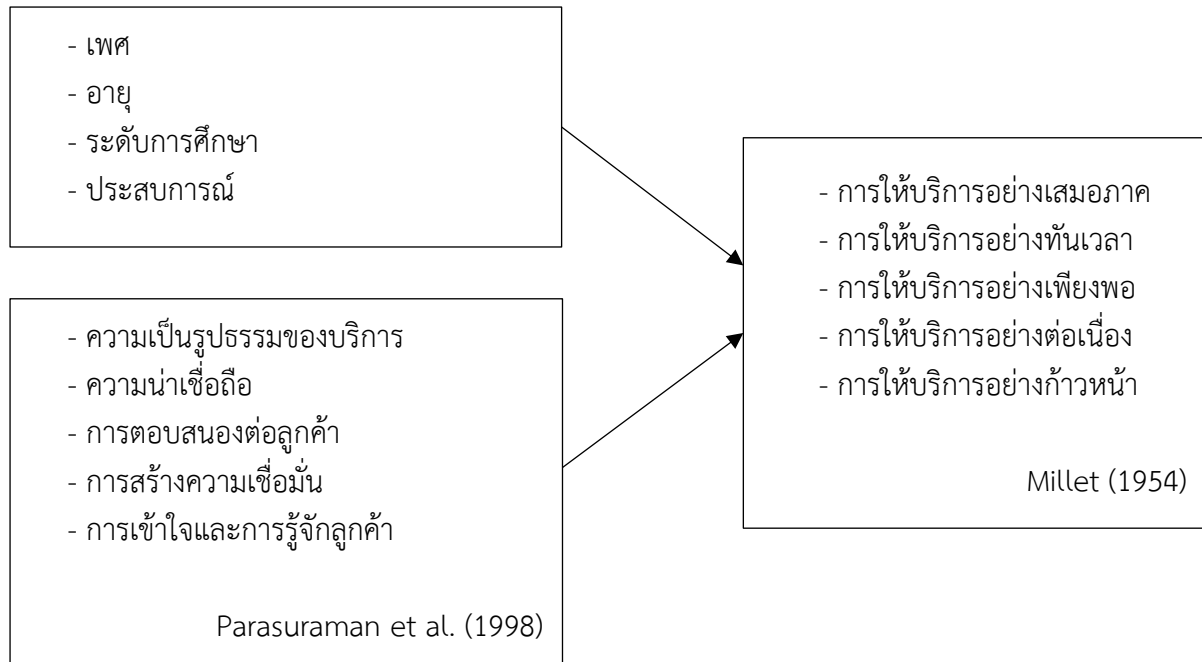 - เพศ
- อายุ
- ระดับการศึกษา
- ประสบการณ์
- ความเป็นรูปธรรมของบริการ
- ความน่าเชื่อถือ
- การตอบสนองต่อลูกค้า
- การสร้างความเชื่อมั่น
- การเข้าใจและการรู้จักลูกค้า
Parasuraman et al. (1998)
- การให้บริการอย่างเสมอภาค
- การให้บริการอย่างทันเวลา
- การให้บริการอย่างเพียงพอ
- การให้บริการอย่างต่อเนื่อง
- การให้บริการอย่างก้าวหน้า
Millet (1954)